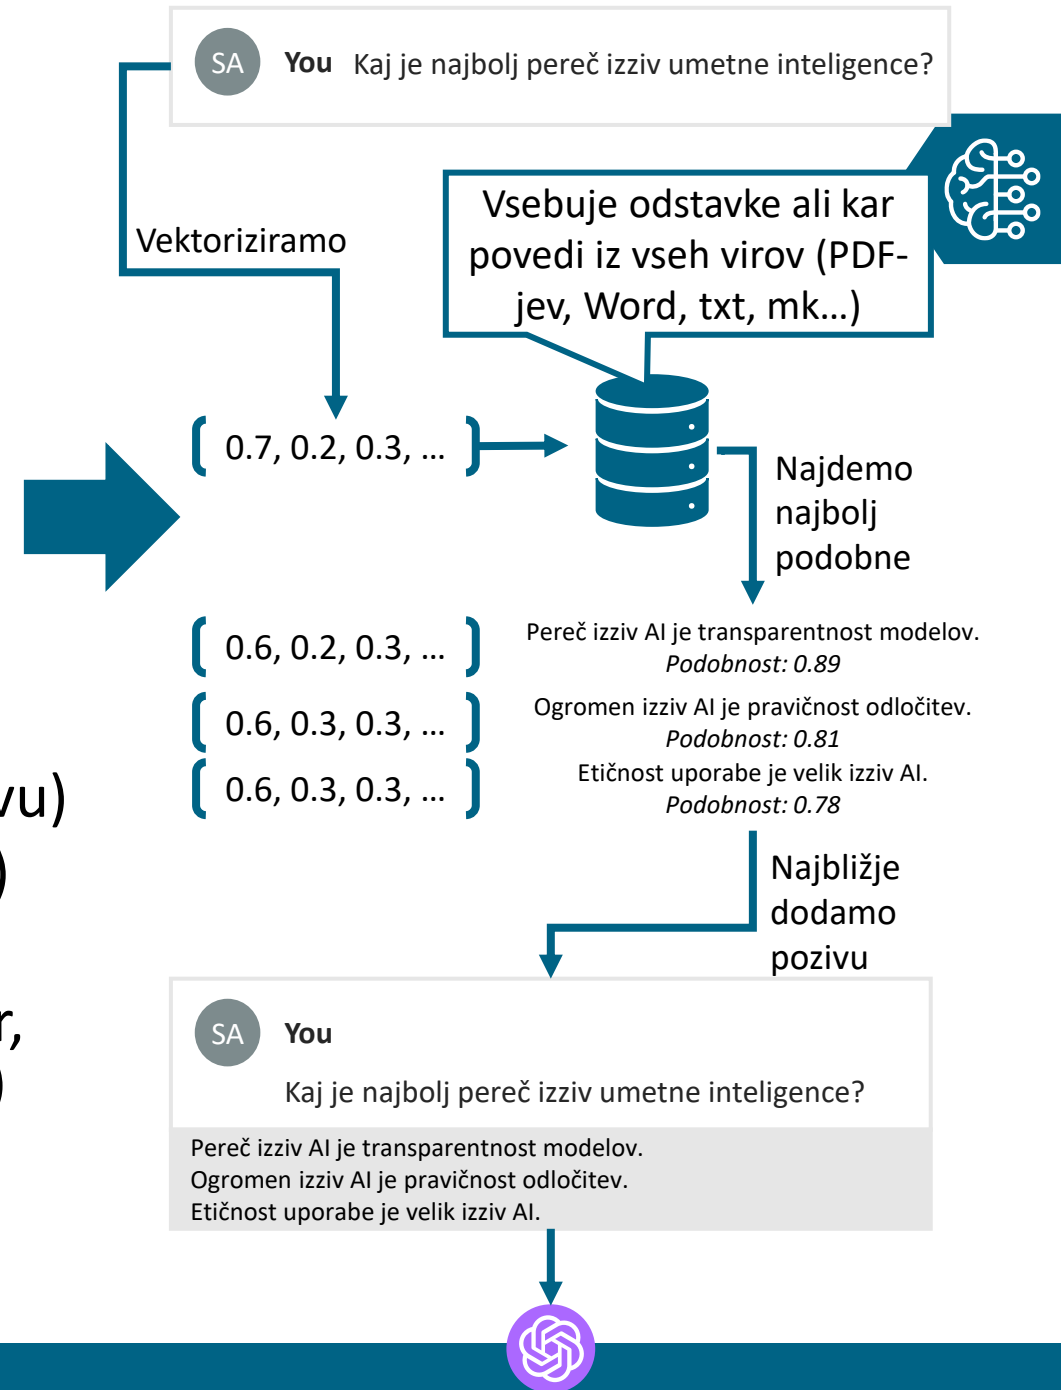 SA You Kaj je najbolj pereč izziv umetne inteligence?
Vektoriziramo
Vsebuje odstavke ali kar
povedi iz vseh virov (PDF-
jev, Word, txt, mk…)
0.7, 0.2, 0.3, …
Najdemo
najbolj
podobne
0.6, 0.2, 0.3, …
Pereč izziv AI je transparentnost modelov.
Podobnost: 0.89
0.6, 0.3, 0.3, …
Ogromen izziv AI je pravičnost odločitev.
Podobnost: 0.81
0.6, 0.3, 0.3, …
Etičnost uporabe je velik izziv AI.
Podobnost: 0.78
vu)
)
r,
)
Najbližje
dodamo
pozivu
SA You
Kaj je najbolj pereč izziv umetne inteligence?
Pereč izziv AI je transparentnost modelov.
Ogromen izziv AI je pravičnost odločitev.
Etičnost uporabe je velik izziv AI.